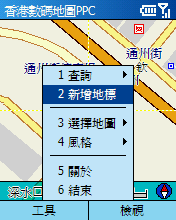 香港數碼地圖PPC
通州街
1 查詢
2 新增地標
3 選擇地圖
4 風格
5 關於
6 結束
深水
工具
檢視